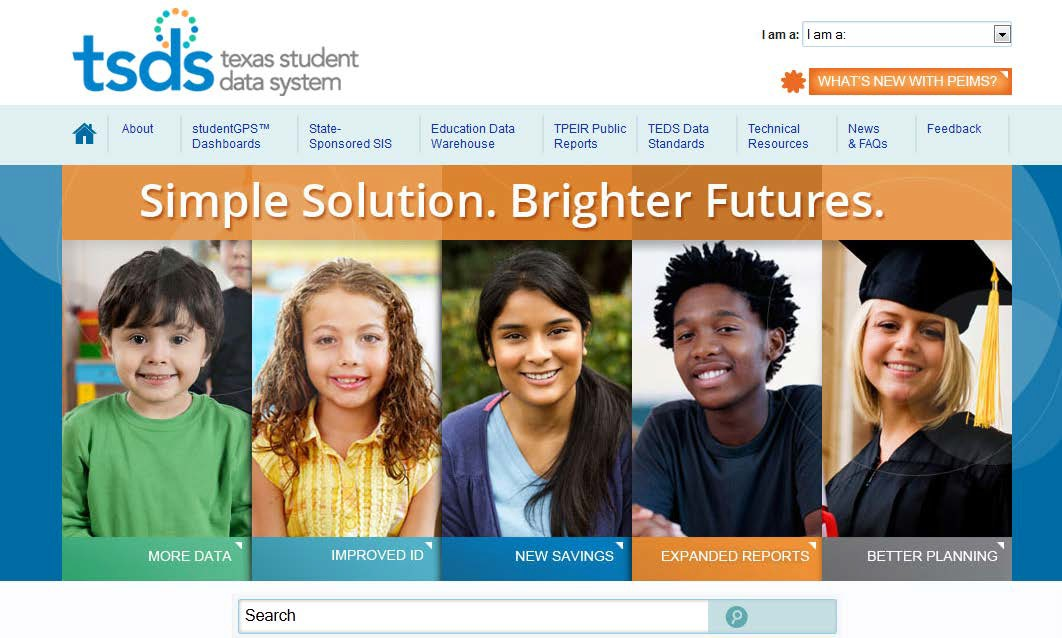 tsds texas student
data system
I am a: I am a:
WHAT'S NEW WITH PEIMS?
About
studentGPS™
Dashboards
State-
Sponsored SIS
Education Data
Warehouse
TPEIR Public
Reports
TEDS Data
Standards
Technical
Resources
News
& FAQs
Feedback
Simple Solution. Brighter Futures.
MORE DATA
IMPROVED ID
NEW SAVINGS
EXPANDED REPORTS
BETTER PLANNING
Search